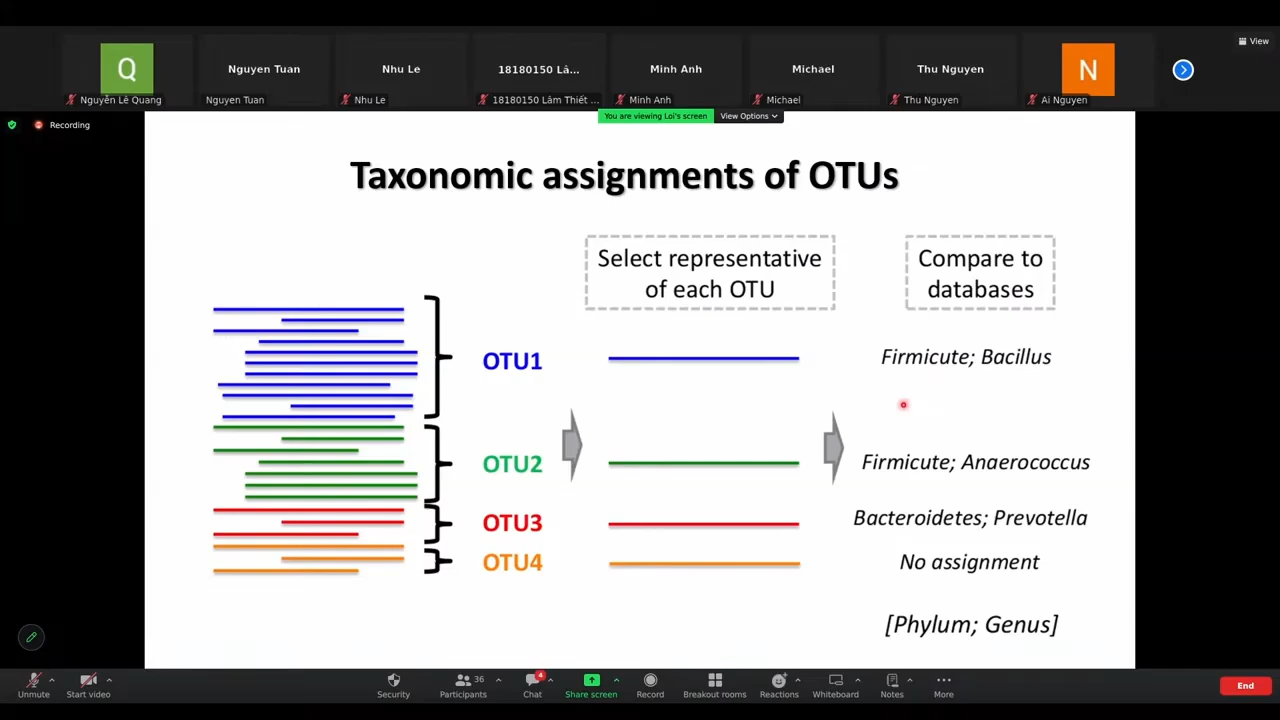 View
Q
Nguyen Tuan
Nhu Le
18180150 Lâ...
Minh Anh
Michael
Thu Nguyen
N
Nguyễn Lê Quang
Nguyen Tuan
Nhu Le
18180150 Lâm Thiết ...
Minh Anh
Michael
Thu Nguyen
Ai Nguyen
You are viewing Loi's screen
View Options
Recording
Taxonomic assignments of OTUs
Select representative
of each OTU
Compare to
databases
OTU1
Firmicute; Bacillus
OTU2
Firmicute; Anaerococcus
OTU3
Bacteroidetes; Prevotella
OTU4
No assignment
[Phylum; Genus]
Unmute
Start video
Security
Participants
36
Chat
4
Share screen
Record
Breakout rooms
Reactions
Whiteboard
Notes
More
End